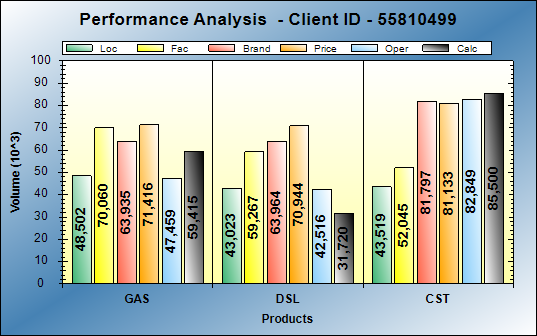 Performance Analysis - Client ID - 55810499
Loc Fac Brand Price Oper Calc
Volume (10^3)
100
90
80
70
60
50
40
30
20
10
0
48,502 70,060 63,935 71,416 47,459 59,415
43,023 59,267 63,964 70,944 42,516 31,720
43,519 52,045 81,797 81,133 82,849 85,500
GAS DSL CST
Products